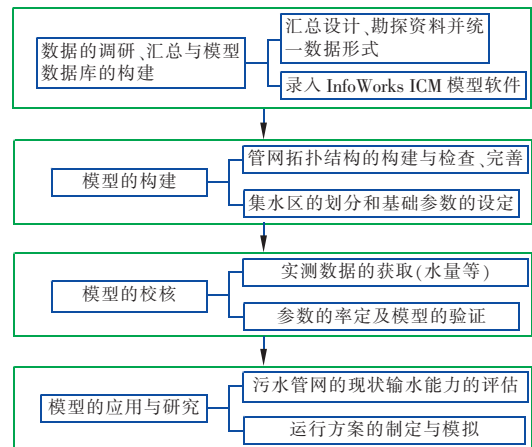 汇总设计、勘探资料并统
一数据形式
数据的调研、汇总与模型
数据库的构建
录入 InfoWorks ICM 模型软件
管网拓扑结构的构建与检查、完善
模型的构建
集水区的划分和基础参数的设定
实测数据的获取(水量等)
模型的校核
参数的率定及模型的验证
污水管网的现状输水能力的评估
模型的应用与研究
运行方案的制定与模拟